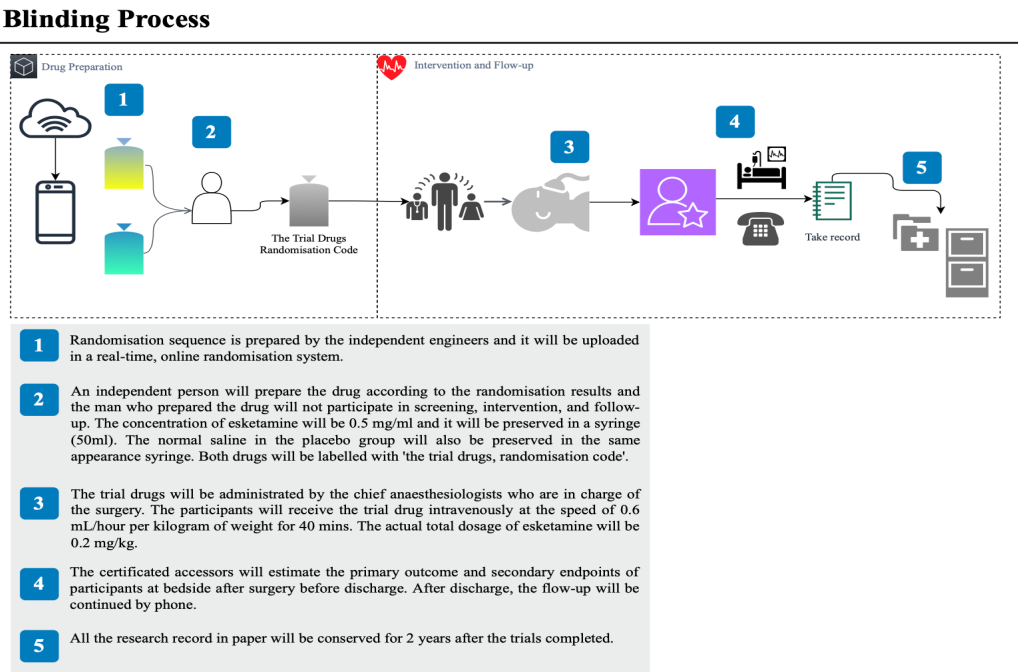 Blinding Process
Drug Preparation
Intervention and Flow-up
1
2
3
4
5
The Trial Drugs
Randomisation Code
Take record
1
Randomisation sequence is prepared by the independent engineers and it will be uploaded
in a real-time, online randomisation system.
2
An independent person will prepare the drug according to the randomisation results and
the man who prepared the drug will not participate in screening, intervention, and follow-
up. The concentration of esketamine will be 0.5 mg/ml and it will be preserved in a syringe
(50ml). The normal saline in the placebo group will also be preserved in the same
appearance syringe. Both drugs will be labelled with 'the trial drugs, randomisation code'.
3
The trial drugs will be administrated by the chief anaesthesiologists who are in charge of
the surgery. The participants will receive the trial drug intravenously at the speed of 0.6
mL/hour per kilogram of weight for 40 mins. The actual total dosage of esketamine will be
0.2 mg/kg.
4
The certificated accessors will estimate the primary outcome and secondary endpoints of
participants at bedside after surgery before discharge. After discharge, the flow-up will be
continued by phone.
5
All the research record in paper will be conserved for 2 years after the trials completed.